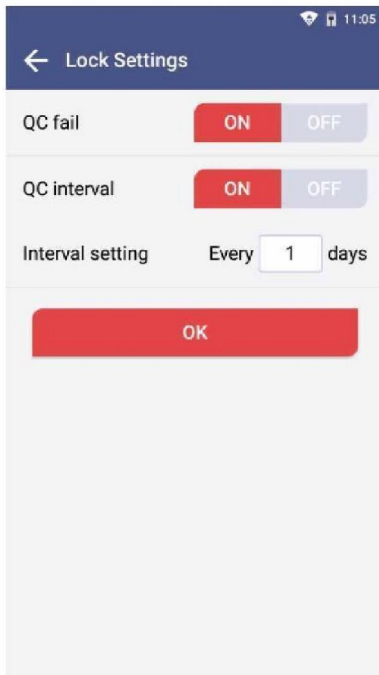 11:05
Lock Settings
QC fail ON OFF
QC interval ON OFF
Interval setting Every 1 days
OK